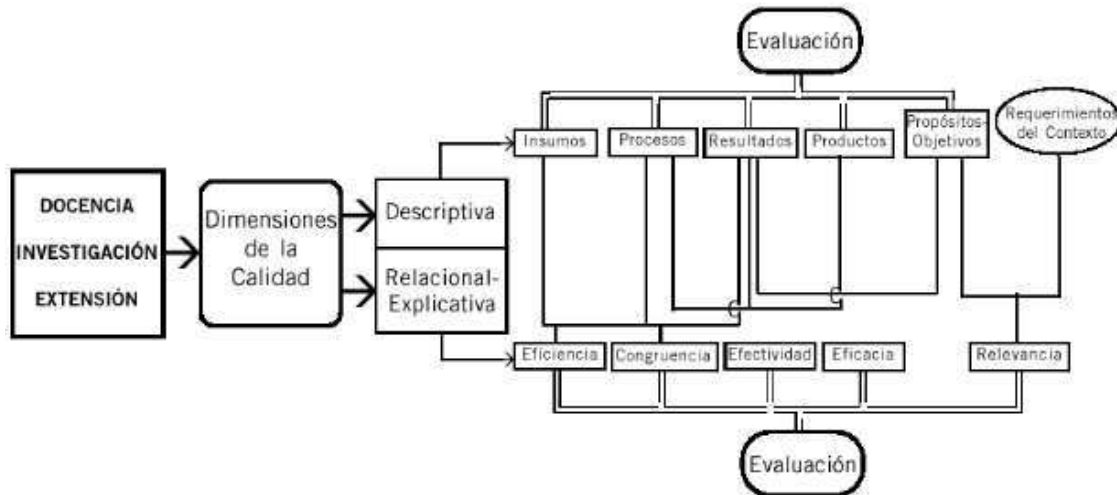 Evaluación
Insumos
Procesos
Resultados
Productos
Propósitos-
Objetivos
Requerimientos
del Contexto
DOCENCIA
INVESTIGACIÓN
EXTENSIÓN
Dimensiones
de la
Calidad
Descriptiva
Relacional-
Explicativa
Eficiencia
Congruencia
Efectividad
Eficacia
Relevancia
Evaluación